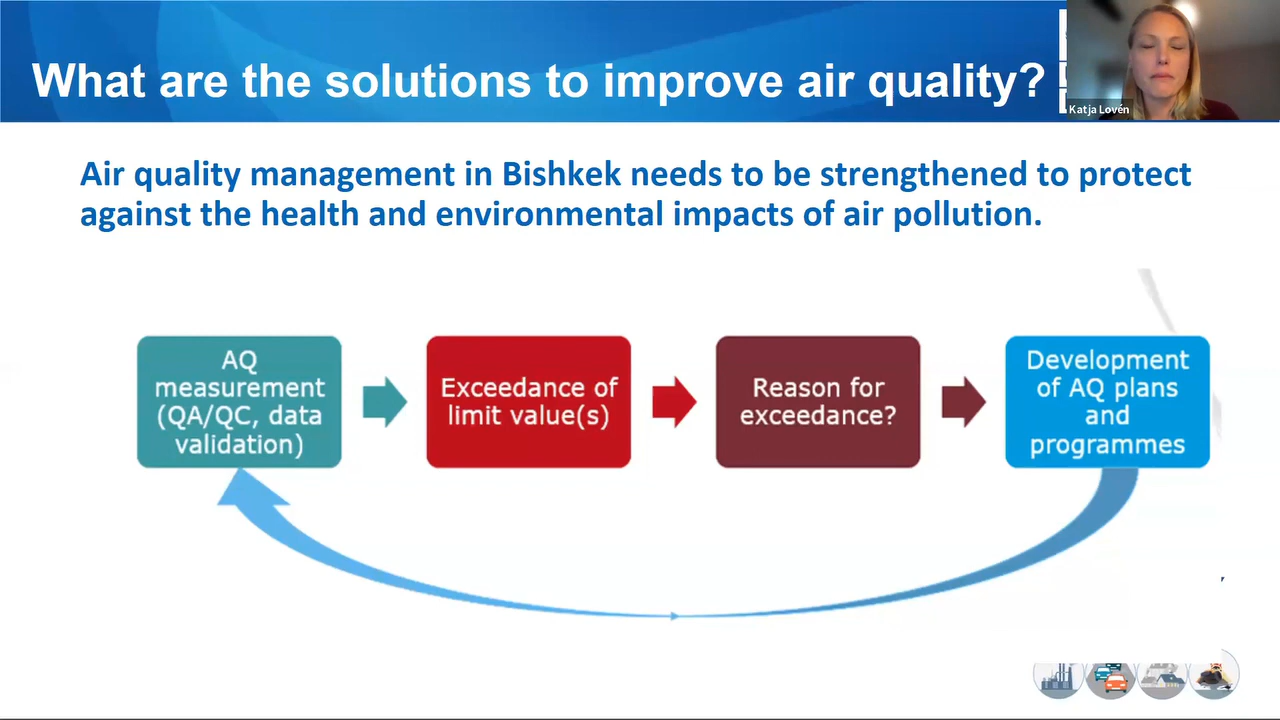 What are the solutions to improve air quality?
Katja Lovén
Air quality management in Bishkek needs to be strengthened to protect
against the health and environmental impacts of air pollution.
AQ
measurement
(QA/QC, data
validation)
Exceedance of
limit value(s)
Reason for
exceedance?
Development
of AQ plans
and
programmes